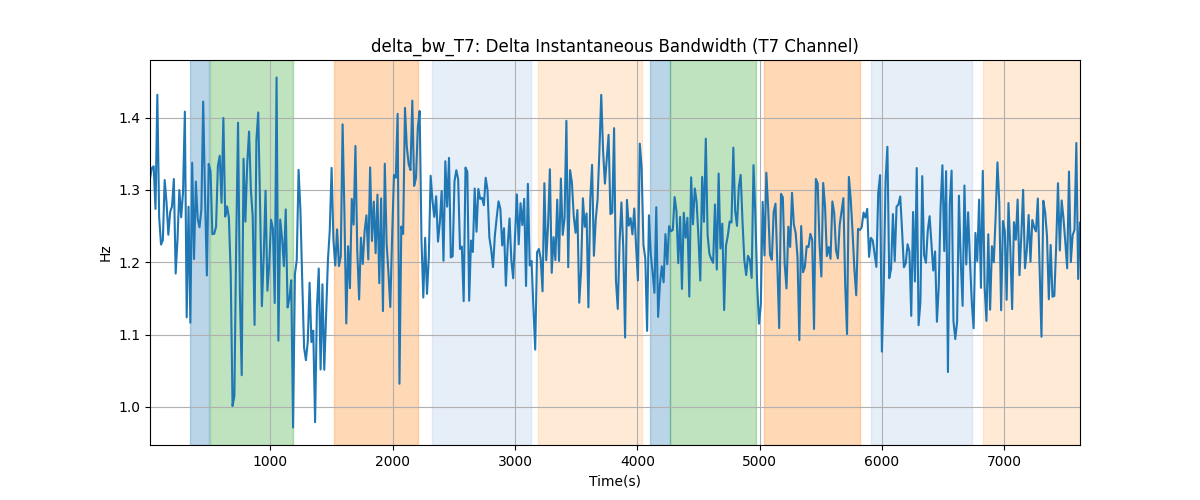 delta_bw_T7: Delta Instantaneous Bandwidth (T7 Channel)
Hz
1.4
1.3
1.2
1.1
1.0
1000 2000 3000 4000 5000 6000 7000
Time(s)